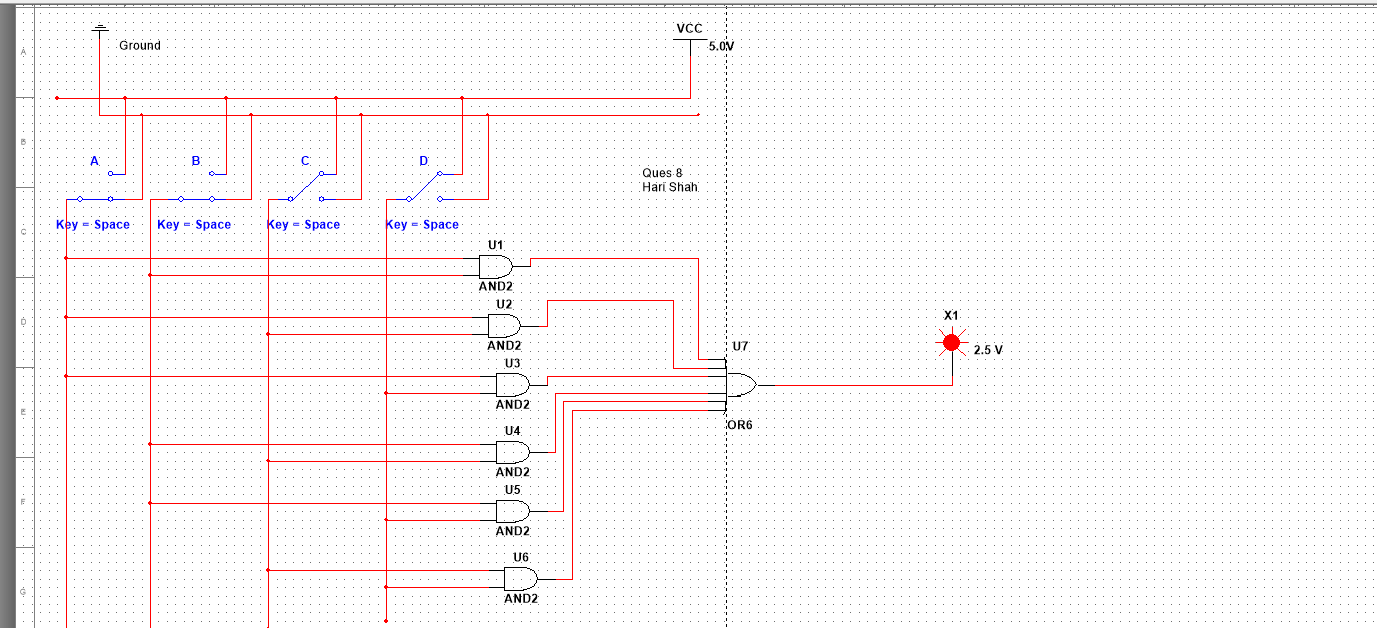 Ground
VCC
5.0V
A
B
C
D
Key = Space
Key = Space
Key = Space
Key = Space
Ques 8
Hari Shah
U1
AND2
U2
AND2
U3
AND2
U4
AND2
U5
AND2
U6
AND2
U7
OR6
X1
2.5 V
A
B
C
D
E
F
G